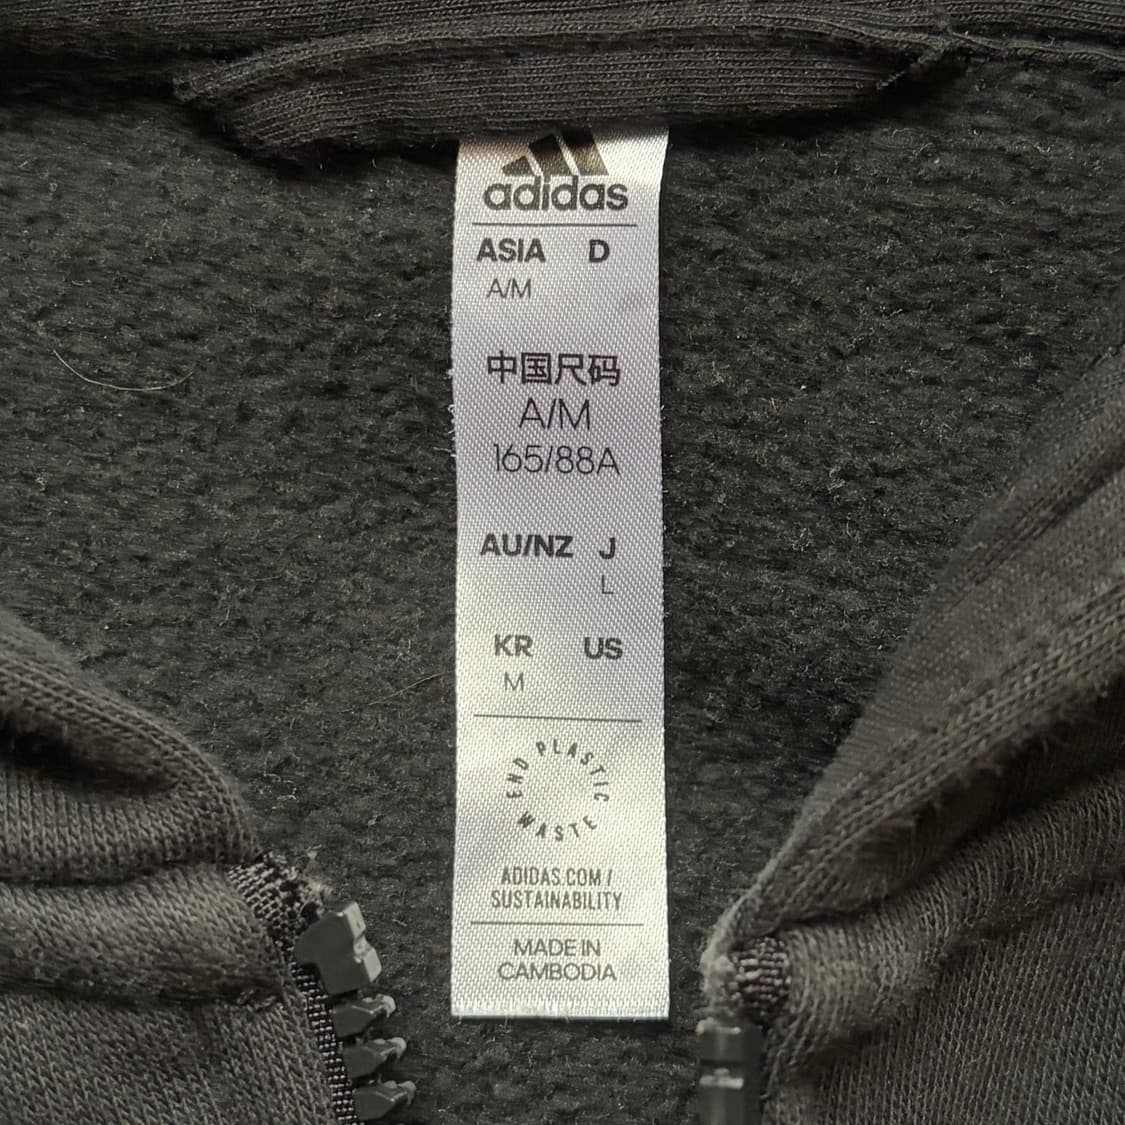 adidas
ASIA D
A/M
中国尺码
A/M
165/88A
AU/NZ J
L
KR US
M
END PLASTIC WASTE
ADIDAS.COM /
SUSTAINABILITY
MADE IN
CAMBODIA